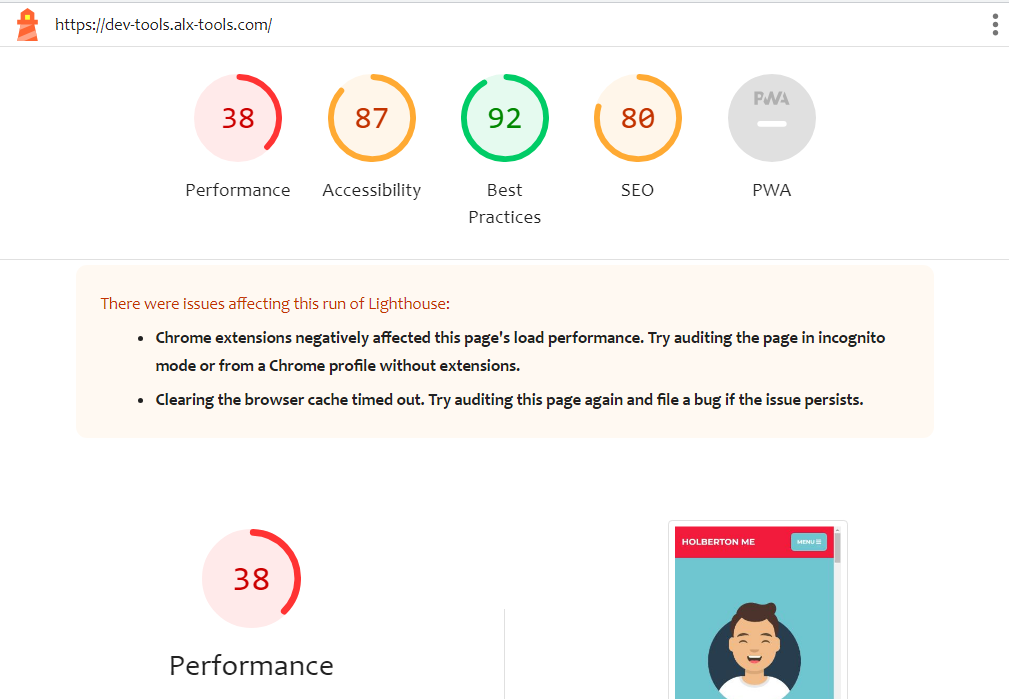 https://dev-tools.alx-tools.com/
38
87
92
80
PWA
Performance
Accessibility
Best
Practices
SEO
PWA
There were issues affecting this run of Lighthouse:
Chrome extensions negatively affected this page's load performance. Try auditing the page in incognito
mode or from a Chrome profile without extensions.
Clearing the browser cache timed out. Try auditing this page again and file a bug if the issue persists.
38
Performance
HOLBERTON ME
MENU